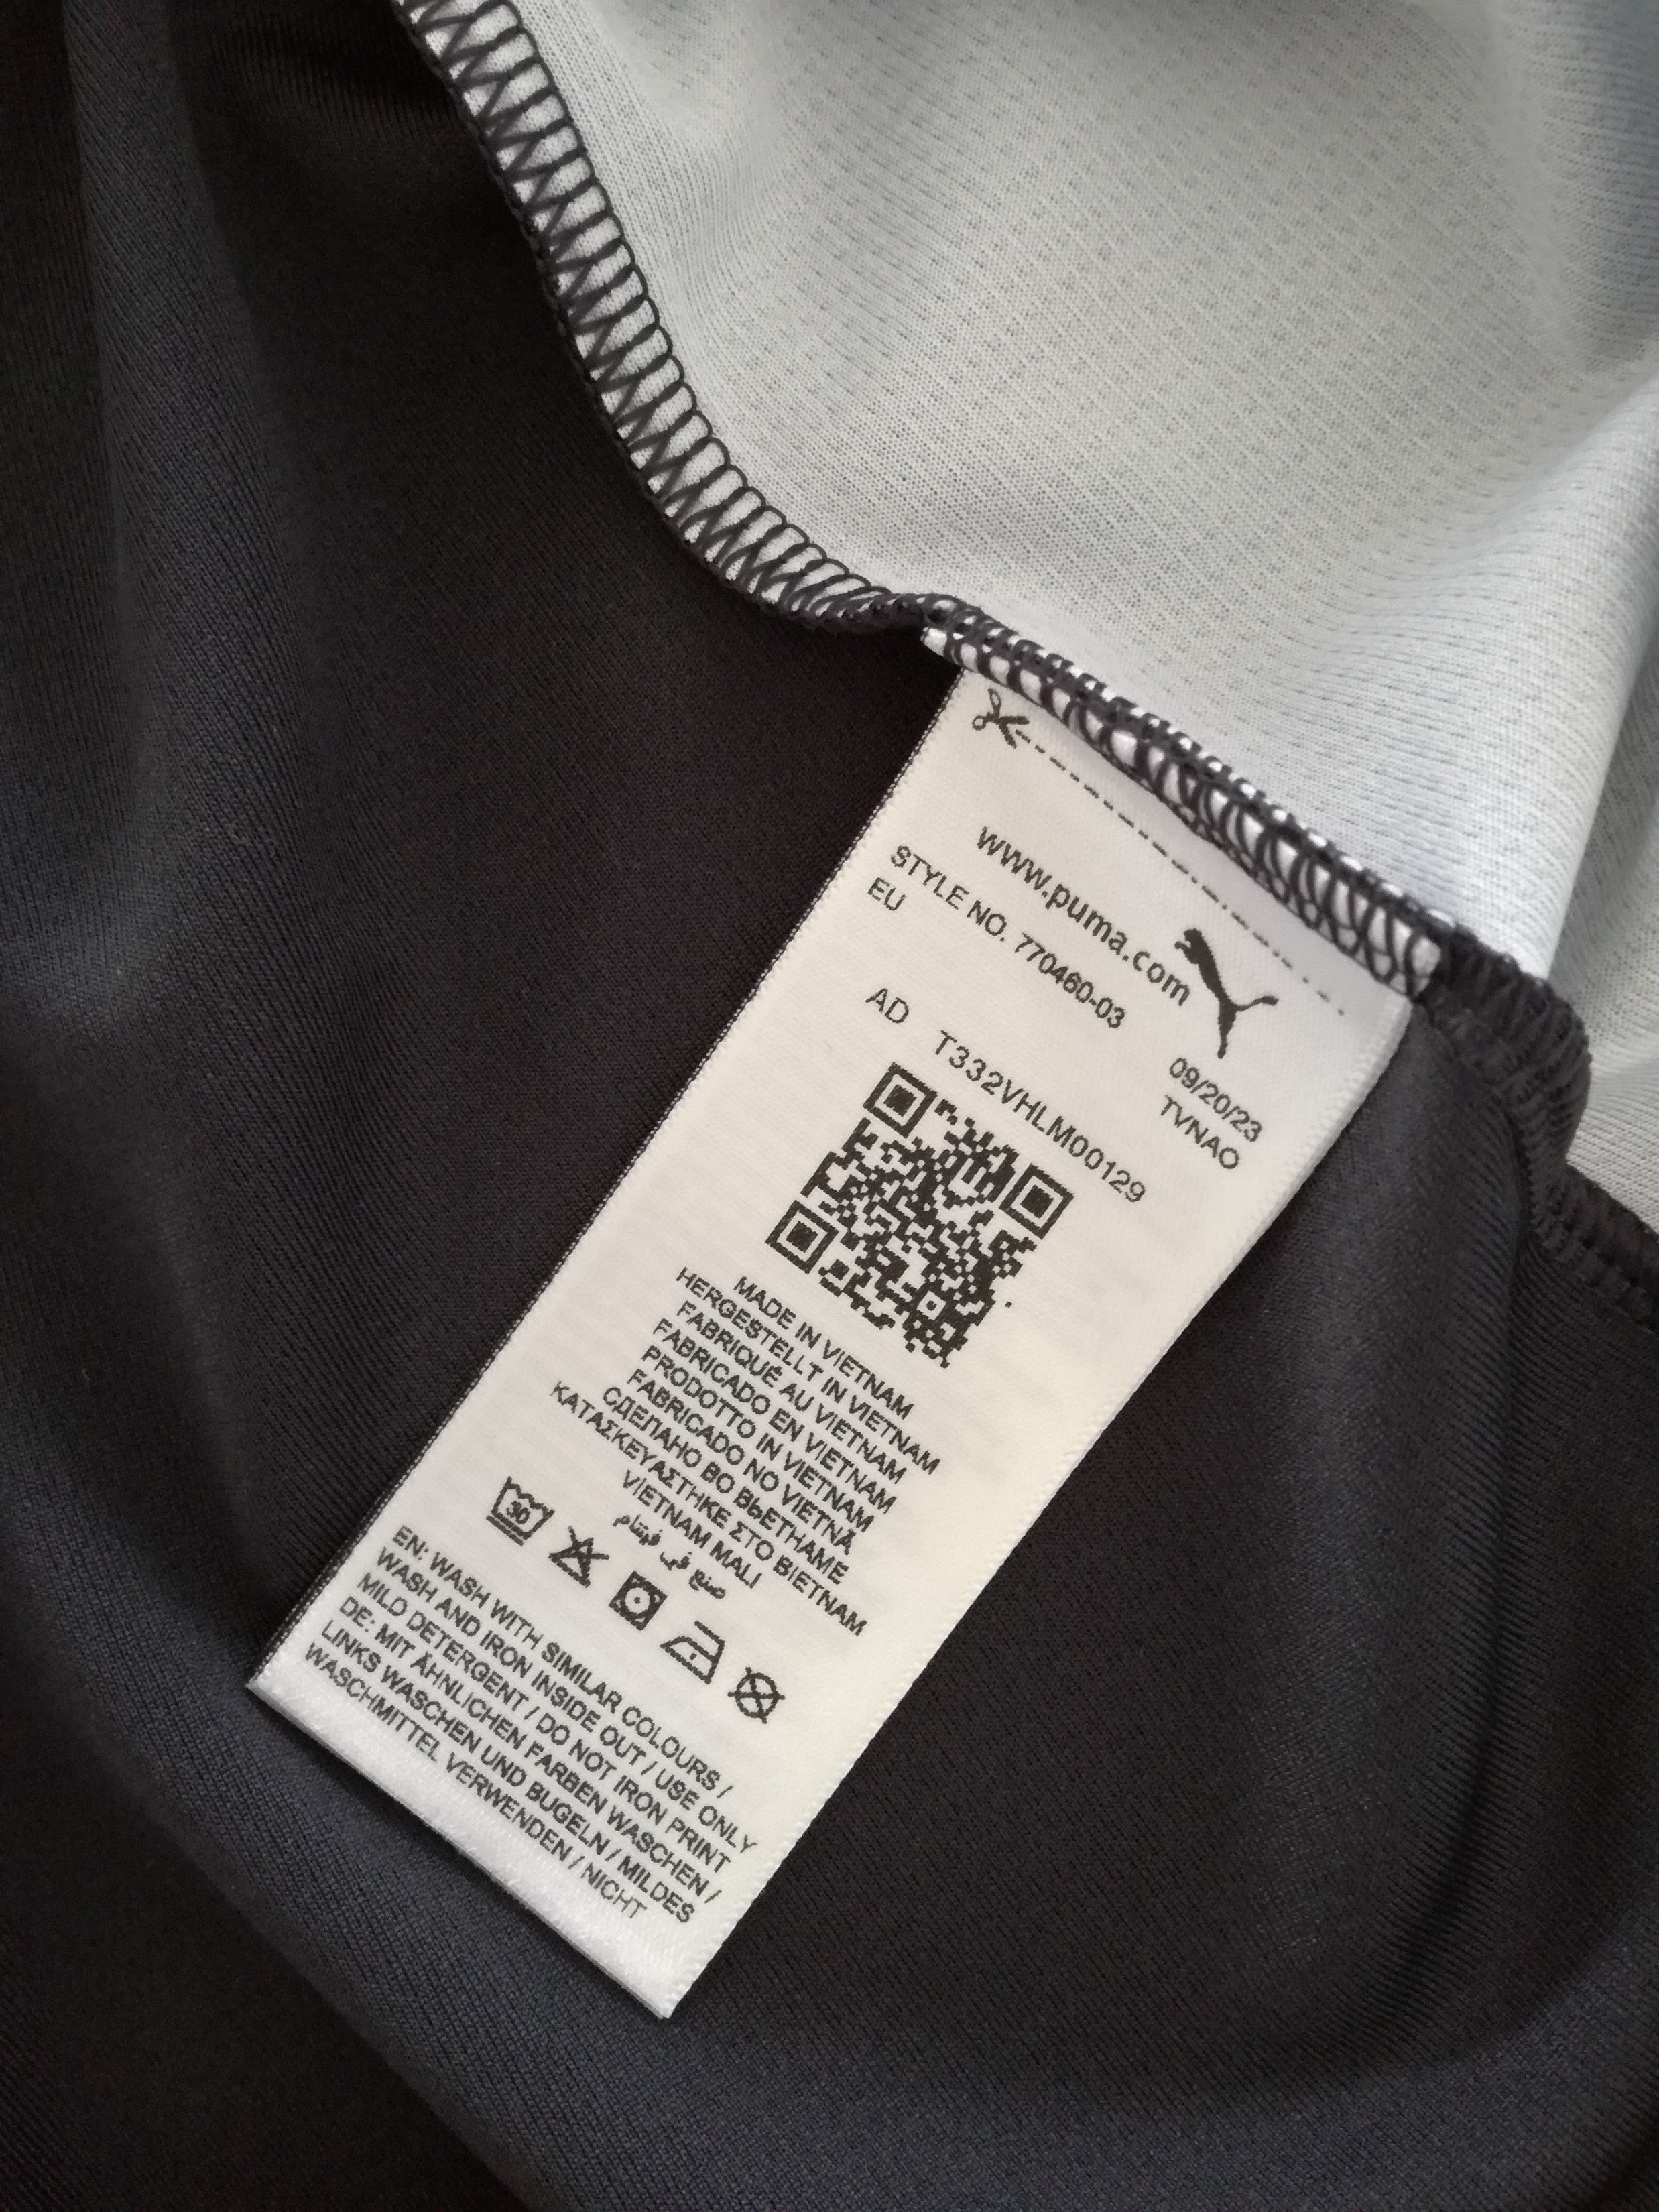 www.puma.com
STYLE NO. 770460-03
09/20/23
EU
TVNAO
AD T332VHLM00129
MADE IN VIETNAM
HERGESTELLT IN VIETNAM
FABRIQUÉ AU VIETNAM
FABRICADO EN VIETNAM
PRODOTTO IN VIETNAM
FABRICADO NO VIETNÃ
СДЕЛАНО ВО ВЬЕТНАМЕ
ΚΑΤΑΣΚΕΥΑΣΤΗΚΕ ΣΤΟ ΒΙΕΤΝΑΜ
VIETNAM MALI
صنع في فيتنام
30
EN: WASH WITH SIMILAR COLOURS /
WASH AND IRON INSIDE OUT / USE ONLY
MILD DETERGENT / DO NOT IRON PRINT
DE: MIT ÄHNLICHEN FARBEN WASCHEN /
LINKS WASCHEN UND BUGELN / MILDES
WASCHMITTEL VERWENDEN / NICHT